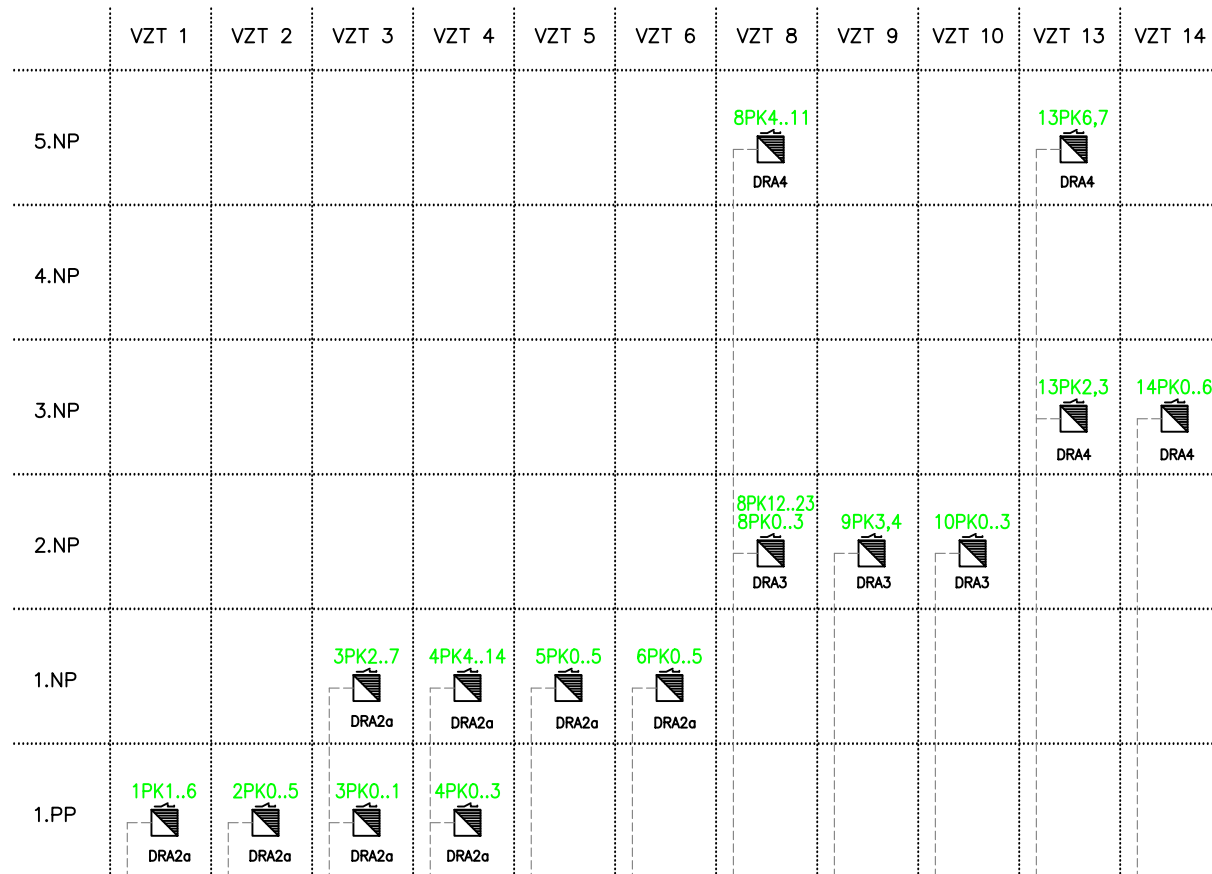 VZT 1 VZT 2 VZT 3 VZT 4 VZT 5 VZT 6 VZT 8 VZT 9 VZT 10 VZT 13 VZT 14
5.NP
8PK4..11 13PK6,7
DRA4 DRA4
4.NP
3.NP
13PK2,3 14PK0..6
DRA4 DRA4
2.NP
8PK12..23
8PK0..3 9PK3,4 10PK0..3
DRA3 DRA3 DRA3
1.NP
3PK2..7 4PK4..14 5PK0..5 6PK0..5
DRA2a DRA2a DRA2a DRA2a
1.PP
1PK1..6 2PK0..5 3PK0..1 4PK0..3
DRA2a DRA2a DRA2a DRA2a